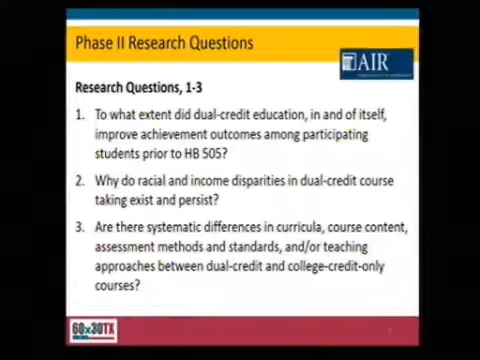 Phase II Research Questions
AIR
Research Questions, 1-3
1. To what extent did dual-credit education, in and of itself,
improve achievement outcomes among participating
students prior to HB 505?
2. Why do racial and income disparities in dual-credit course
taking exist and persist?
3. Are there systematic differences in curricula, course content,
assessment methods and standards, and/or teaching
approaches between dual-credit and college-credit-only
courses?
60x30TX